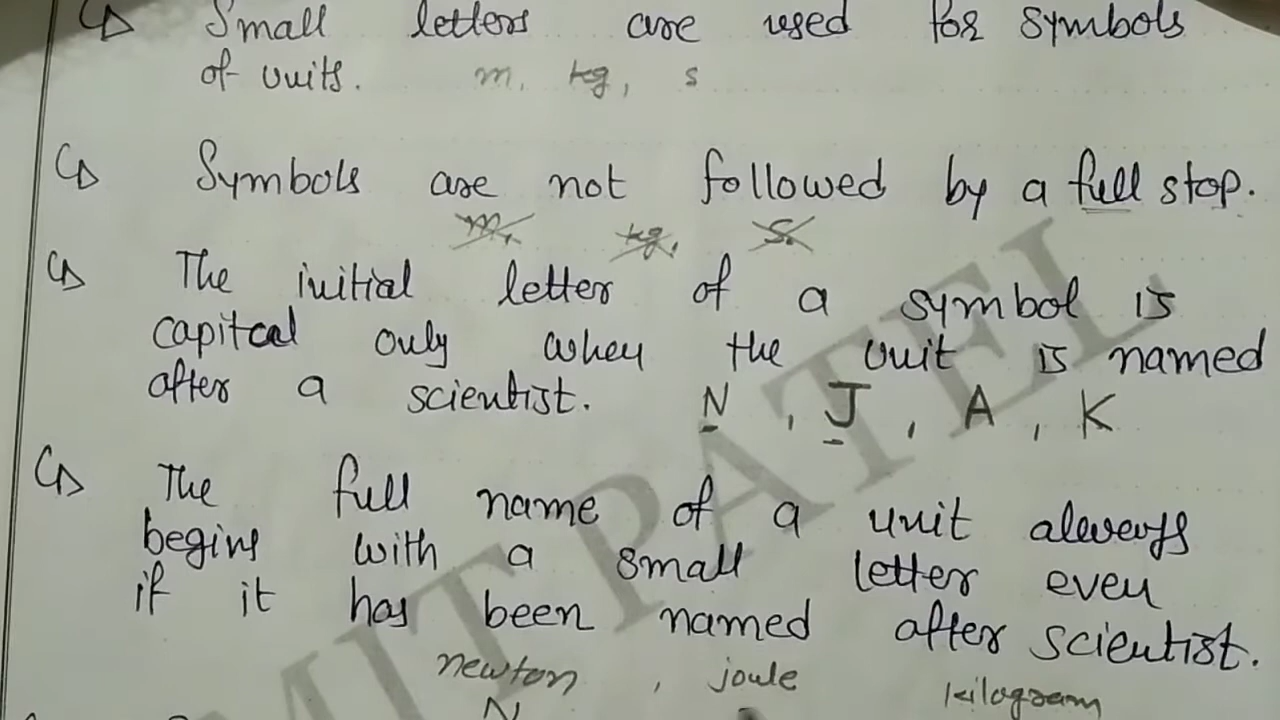 Small letters are used for symbols
of units. m, kg, s
Symbols are not followed by a full stop.
m. kg. s.
The initial letter of a symbol is
capital only when the unit is named
after a scientist. N , J , A , K
The full name of a unit always
begins with a small letter even
if it has been named after scientist.
newton , joule kilogram
N
MIT PATEL